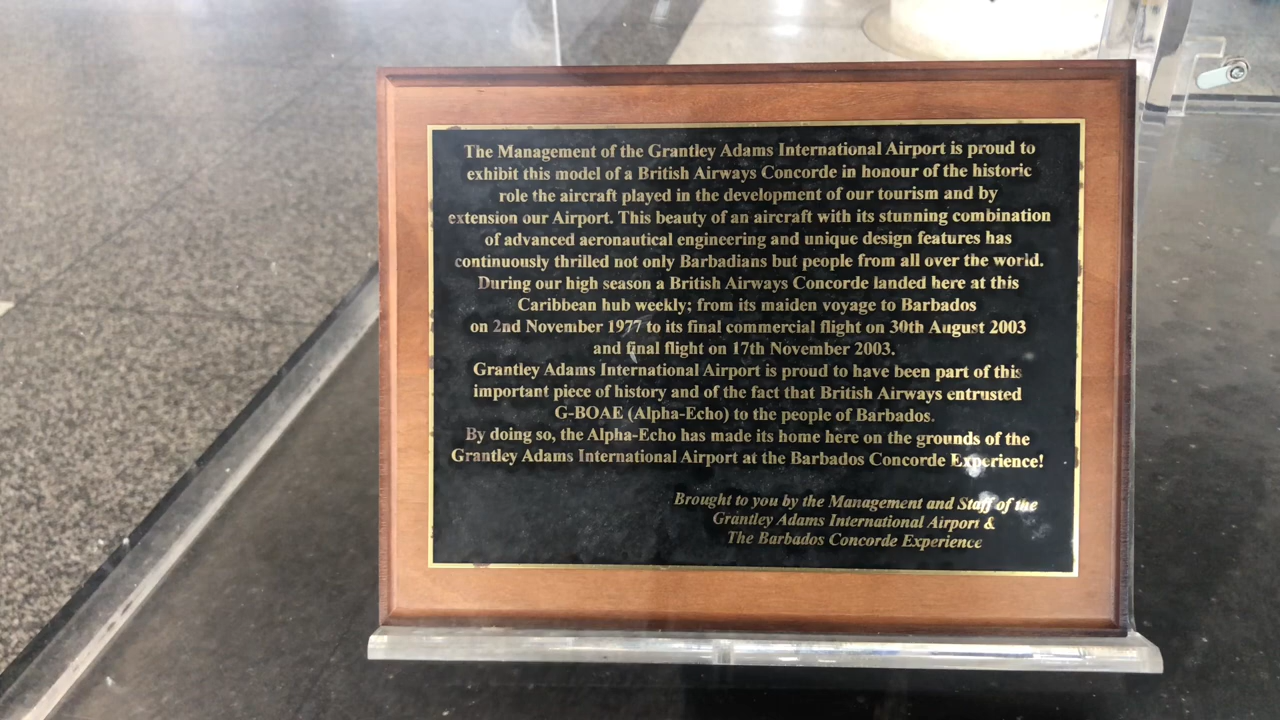 The Management of the Grantley Adams International Airport is proud to
exhibit this model of a British Airways Concorde in honour of the historic
role the aircraft played in the development of our tourism and by
extension our Airport. This beauty of an aircraft with its stunning combination
of advanced aeronautical engineering and unique design features has
continuously thrilled not only Barbadians but people from all over the world.
During our high season a British Airways Concorde landed here at this
Caribbean hub weekly; from its maiden voyage to Barbados
on 2nd November 1977 to its final commercial flight on 30th August 2003
and final flight on 17th November 2003.
Grantley Adams International Airport is proud to have been part of this
important piece of history and of the fact that British Airways entrusted
G-BOAE (Alpha-Echo) to the people of Barbados.
By doing so, the Alpha-Echo has made its home here on the grounds of the
Grantley Adams International Airport at the Barbados Concorde Experience!
Brought to you by the Management and Staff of the
Grantley Adams International Airport &
The Barbados Concorde Experience